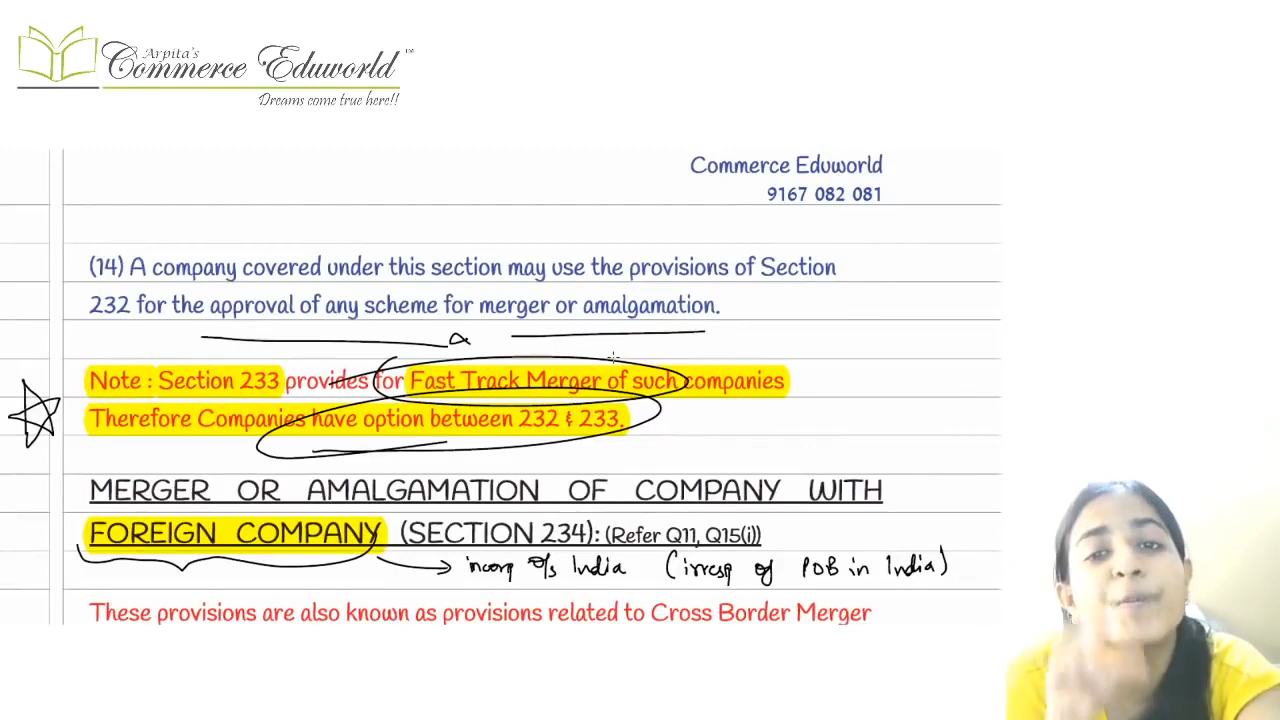 Arpita's
Commerce Eduworld™
Dreams come true here!!
Commerce Eduworld
9167 082 081
(14) A company covered under this section may use the provisions of Section
232 for the approval of any scheme for merger or amalgamation.
Note : Section 233 provides for Fast Track Merger of such companies
Therefore Companies have option between 232 & 233.
MERGER OR AMALGAMATION OF COMPANY WITH
FOREIGN COMPANY (SECTION 234): (Refer Q11, Q15(i))
incorp o/s India (irresp of POB in India)
These provisions are also known as provisions related to Cross Border Merger